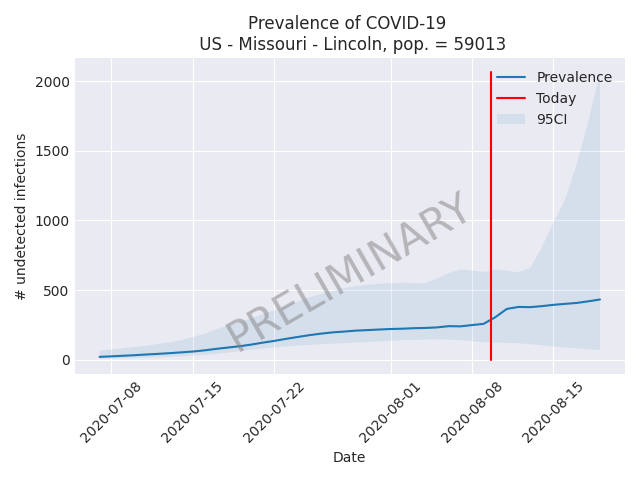 Prevalence of COVID-19
US - Missouri - Lincoln, pop. = 59013
Prevalence
Today
95CI
2000
1500
1000
500
0
# undetected infections
PRELIMINARY
2020-07-08
2020-07-15
2020-07-22
2020-08-01
2020-08-08
2020-08-15
Date